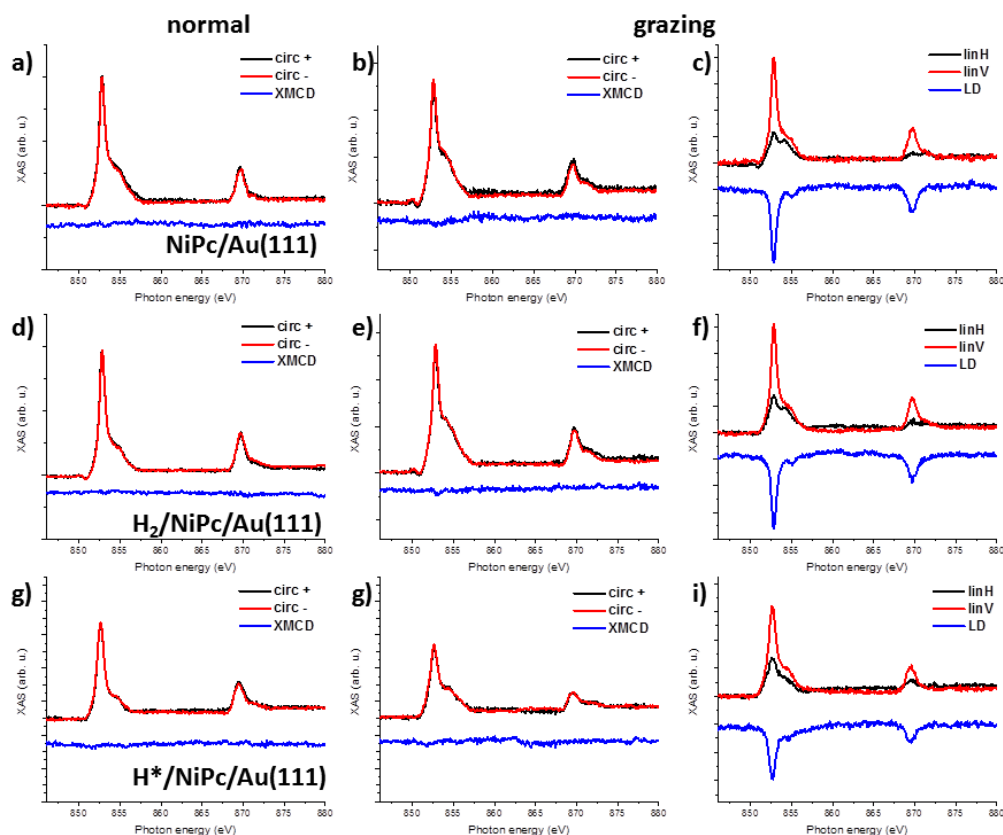 normal
grazing
a)
circ +
circ -
XMCD
XAS (arb. u.)
NiPc/Au(111)
850 855 860 865 870 875 880
Photon energy (eV)
b)
circ +
circ -
XMCD
XAS (arb. u.)
850 855 860 865 870 875 880
Photon energy (eV)
c)
linH
linV
LD
XAS (arb. u.)
850 855 860 865 870 875 880
Photon energy (eV)
d)
circ +
circ -
XMCD
XAS (arb. u.)
H₂/NiPc/Au(111)
850 855 860 865 870 875 880
Photon energy (eV)
e)
circ +
circ -
XMCD
XAS (arb. u.)
850 855 860 865 870 875 880
Photon energy (eV)
f)
linH
linV
LD
XAS (arb. u.)
850 855 860 865 870 875 880
Photon energy (eV)
g)
circ +
circ -
XMCD
XAS (arb. u.)
H*/NiPc/Au(111)
850 855 860 865 870 875 880
Photon energy (eV)
g)
circ +
circ -
XMCD
XAS (arb. u.)
850 855 860 865 870 875 880
Photon energy (eV)
i)
linH
linV
LD
XAS (arb. u.)
850 855 860 865 870 875 880
Photon energy (eV)